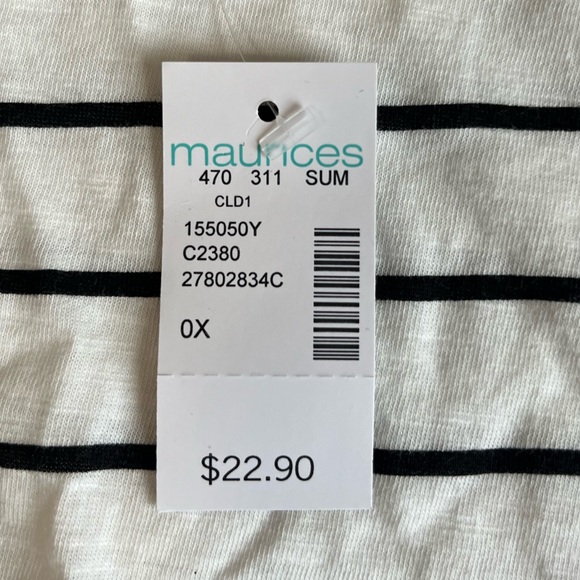 maurices
470 311 SUM
CLD1
155050Y
C2380
27802834C
0X
$22.90